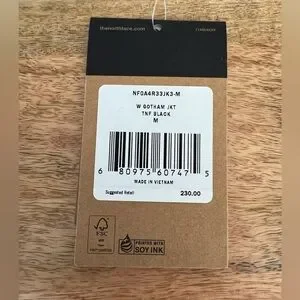 thenorthface.com
NF0A4R33JK3-M
W GOTHAM JKT
TNF BLACK
M
6 80975 60747 5
MADE IN VIETNAM
Suggested Retail: 230.00
FSC
PRINTED WITH
SOY INK